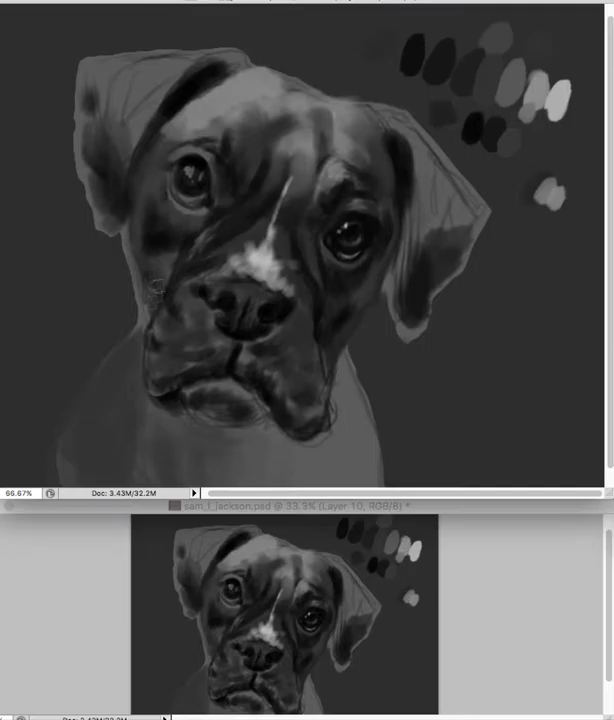 66.67%
Doc: 3.43M/32.2M
sam_l_jackson.psd @ 33.3% (Layer 10, RGB/8) *